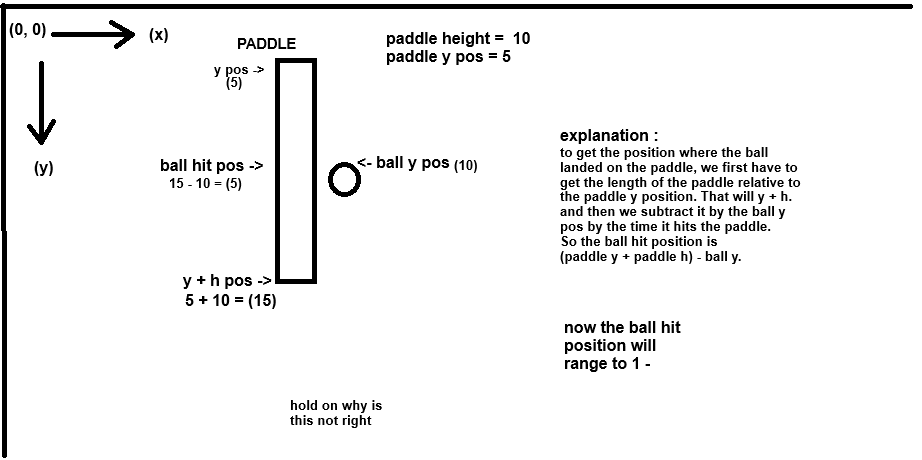 (0, 0)
(x)
(y)
PADDLE
paddle height =  10
paddle y pos = 5
y pos ->
(5)
ball hit pos ->
15 - 10 = (5)
<- ball y pos (10)
y + h pos ->
5 + 10 = (15)
explanation :
to get the position where the ball
landed on the paddle, we first have to
get the length of the paddle relative to
the paddle y position. That will y + h.
and then we subtract it by the ball y
pos by the time it hits the paddle.
So the ball hit position is
(paddle y + paddle h) - ball y.
now the ball hit
position will
range to 1 -
hold on why is
this not right